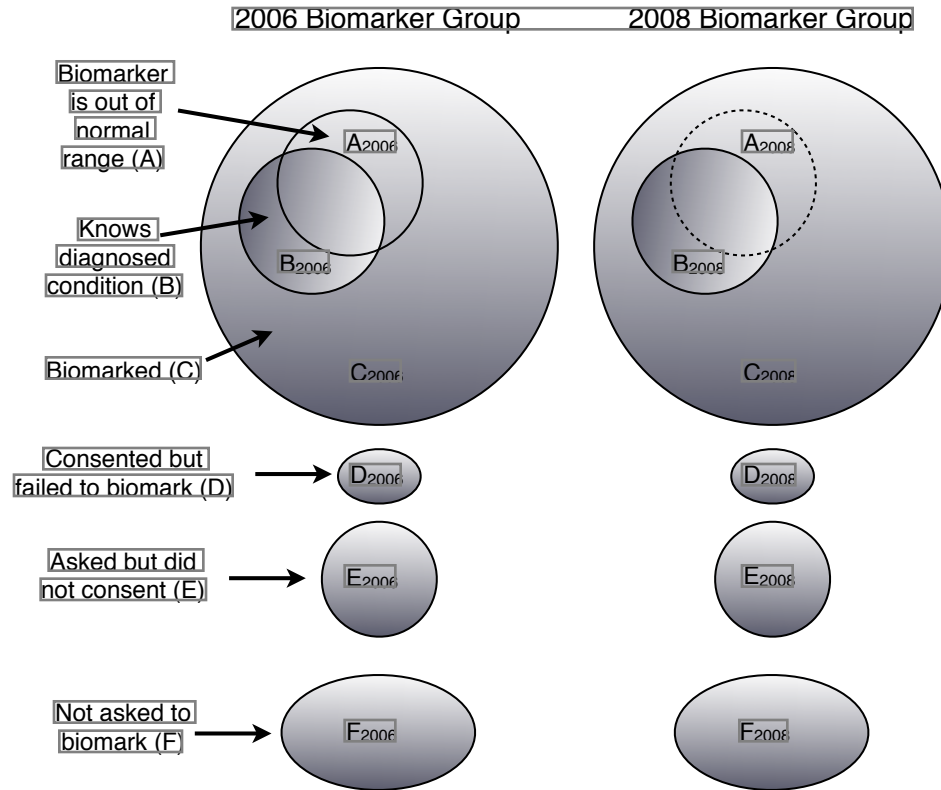 2006 Biomarker Group 2008 Biomarker Group
Biomarker
is out of
normal
range (A)
A2006
A2008
Knows
diagnosed
condition (B)
B2006
B2008
Biomarked (C)
C2006
C2008
Consented but
failed to biomark (D)
D2006
D2008
Asked but did
not consent (E)
E2006
E2008
Not asked to
biomark (F)
F2006
F2008